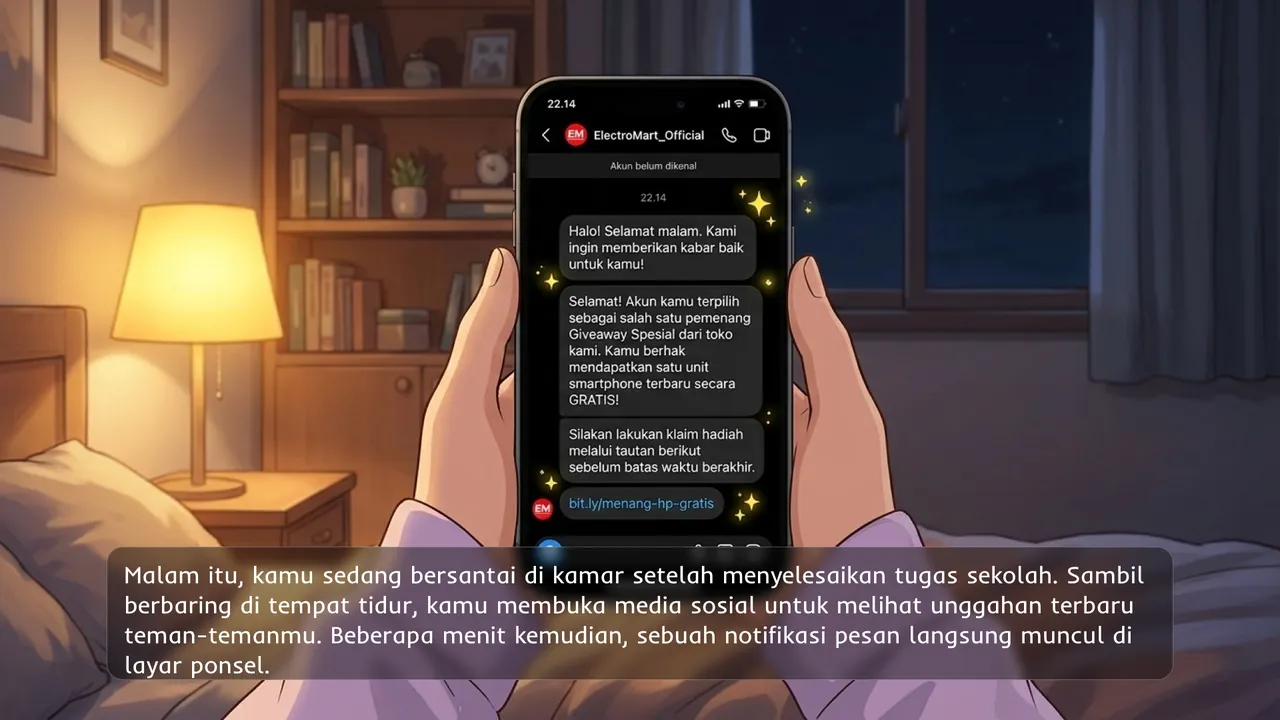 22.14
EM ElectroMart_Official
Akun belum dikenal
22.14
Halo! Selamat malam. Kami
ingin memberikan kabar baik
untuk kamu!
Selamat! Akun kamu terpilih
sebagai salah satu pemenang
Giveaway Spesial dari toko
kami. Kamu berhak
mendapatkan satu unit
smartphone terbaru secara
GRATIS!
Silakan lakukan klaim hadiah
melalui tautan berikut
sebelum batas waktu berakhir.
EM bit.ly/menang-hp-gratis
Malam itu, kamu sedang bersantai di kamar setelah menyelesaikan tugas sekolah. Sambil
berbaring di tempat tidur, kamu membuka media sosial untuk melihat unggahan terbaru
teman-temanmu. Beberapa menit kemudian, sebuah notifikasi pesan langsung muncul di
layar ponsel.